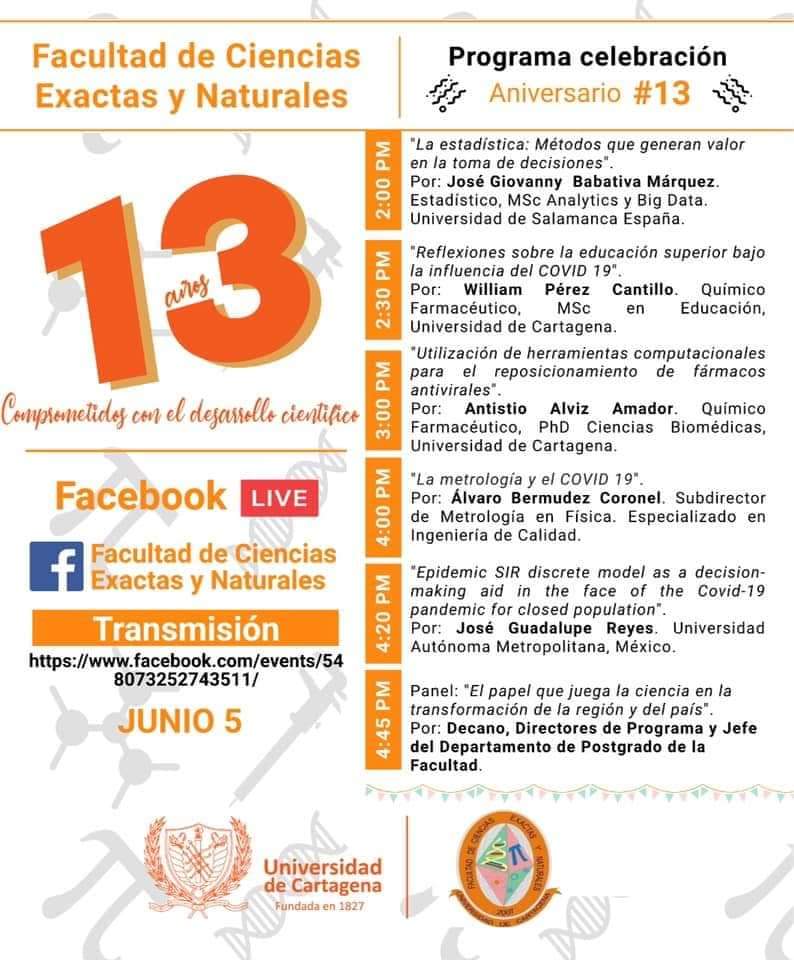 Facultad de Ciencias
Exactas y Naturales
Programa celebración
Aniversario #13
13
años
Comprometidos con el desarrollo cientifico
Facebook LIVE
f
Facultad de Ciencias
Exactas y Naturales
Transmisión
https://www.facebook.com/events/54
8073252743511/
JUNIO 5
2:00 PM
"La estadística: Métodos que generan valor
en la toma de decisiones".
Por: José Giovanny Babativa Márquez.
Estadístico, MSc Analytics y Big Data.
Universidad de Salamanca España.
2:30 PM
"Reflexiones sobre la educación superior bajo
la influencia del COVID 19".
Por: William Pérez Cantillo. Químico
Farmacéutico, MSc en Educación,
Universidad de Cartagena.
3:00 PM
"Utilización de herramientas computacionales
para el reposicionamiento de fármacos
antivirales".
Por: Antistio Alviz Amador. Químico
Farmacéutico, PhD Ciencias Biomédicas,
Universidad de Cartagena.
4:00 PM
"La metrología y el COVID 19".
Por: Álvaro Bermudez Coronel. Subdirector
de Metrología en Física. Especializado en
Ingeniería de Calidad.
4:20 PM
"Epidemic SIR discrete model as a decision-
making aid in the face of the Covid-19
pandemic for closed population".
Por: José Guadalupe Reyes. Universidad
Autónoma Metropolitana, México.
4:45 PM
Panel: "El papel que juega la ciencia en la
transformación de la región y del país".
Por: Decano, Directores de Programa y Jefe
del Departamento de Postgrado de la
Facultad.
Universidad
de Cartagena
Fundada en 1827
FACULTAD DE CIENCIAS EXACTAS Y NATURALES
π
2007
UNIVERSIDAD DE CARTAGENA